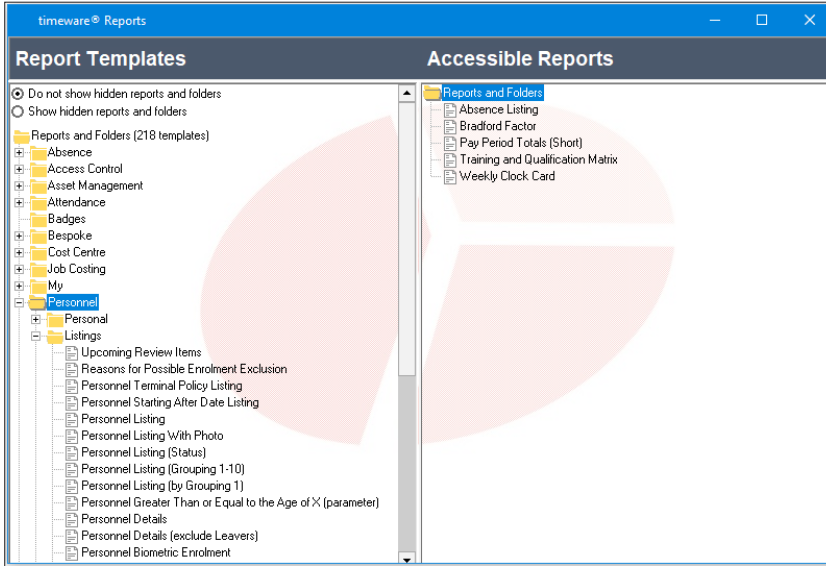 timeware® Reports
Report Templates
Do not show hidden reports and folders
Show hidden reports and folders
Reports and Folders (218 templates)
Absence
Access Control
Asset Management
Attendance
Badges
Bespoke
Cost Centre
Job Costing
My
Personnel
Personal
Listings
Upcoming Review Items
Reasons for Possible Enrolment Exclusion
Personnel Terminal Policy Listing
Personnel Starting After Date Listing
Personnel Listing
Personnel Listing With Photo
Personnel Listing (Status)
Personnel Listing (Grouping 1-10)
Personnel Listing (by Grouping 1)
Personnel Greater Than or Equal to the Age of X (parameter)
Personnel Details
Personnel Details (exclude Leavers)
Personnel Biometric Enrolment
Accessible Reports
Reports and Folders
Absence Listing
Bradford Factor
Pay Period Totals (Short)
Training and Qualification Matrix
Weekly Clock Card